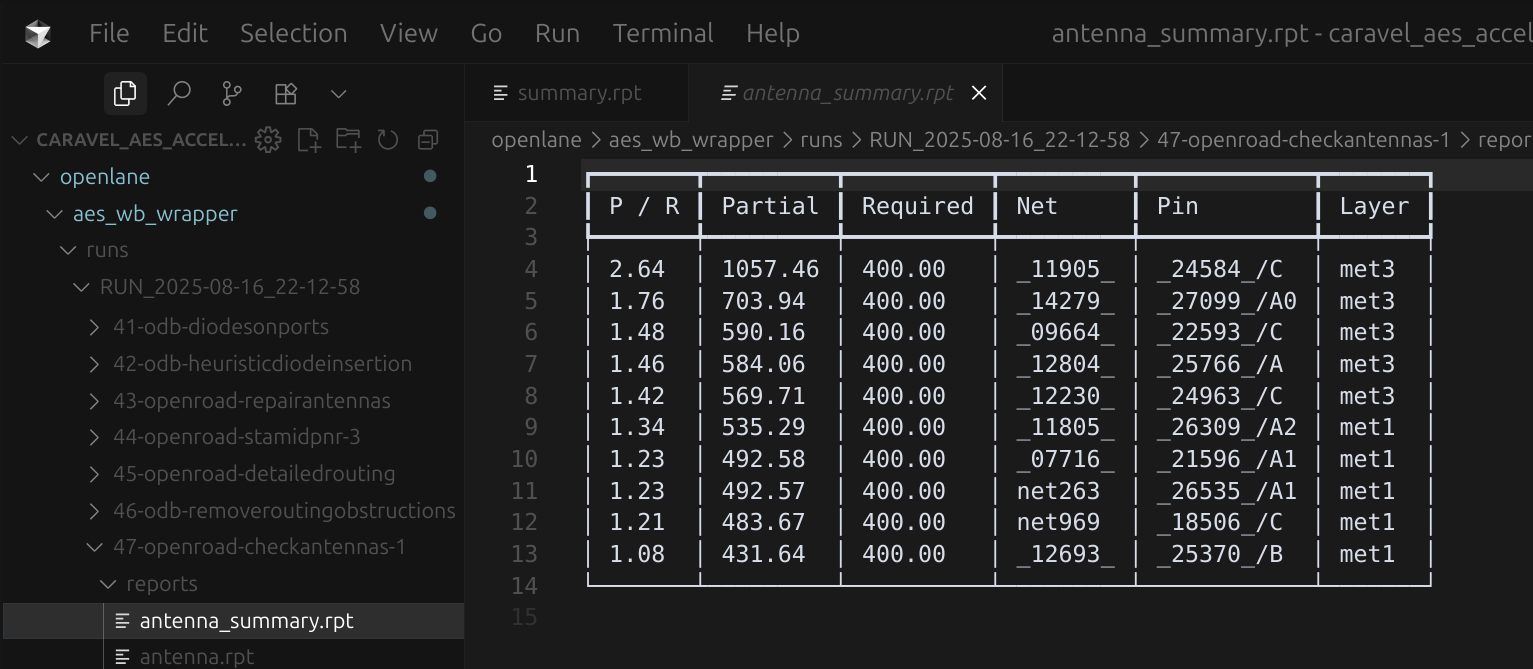 File Edit Selection View Go Run Terminal Help
antenna_summary.rpt - caravel_aes_accel
summary.rpt
antenna_summary.rpt
CARAVEL_AES_ACCEL...
openlane
aes_wb_wrapper
runs
RUN_2025-08-16_22-12-58
41-odb-diodesonports
42-odb-heuristicdiodeinsertion
43-openroad-repairantennas
44-openroad-stamidpnr-3
45-openroad-detailedrouting
46-odb-removeroutingobstructions
47-openroad-checkantennas-1
reports
antenna_summary.rpt
antenna.rpt
openlane > aes_wb_wrapper > runs > RUN_2025-08-16_22-12-58 > 47-openroad-checkantennas-1 > repor
1
2 P / R Partial Required Net Pin Layer
3
4 2.64 1057.46 400.00 _11905_ _24584_/C met3
5 1.76 703.94 400.00 _14279_ _27099_/A0 met3
6 1.48 590.16 400.00 _09664_ _22593_/C met3
7 1.46 584.06 400.00 _12804_ _25766_/A met3
8 1.42 569.71 400.00 _12230_ _24963_/C met3
9 1.34 535.29 400.00 _11805_ _26309_/A2 met1
10 1.23 492.58 400.00 _07716_ _21596_/A1 met1
11 1.23 492.57 400.00 net263 _26535_/A1 met1
12 1.21 483.67 400.00 net969 _18506_/C met1
13 1.08 431.64 400.00 _12693_ _25370_/B met1
14
15